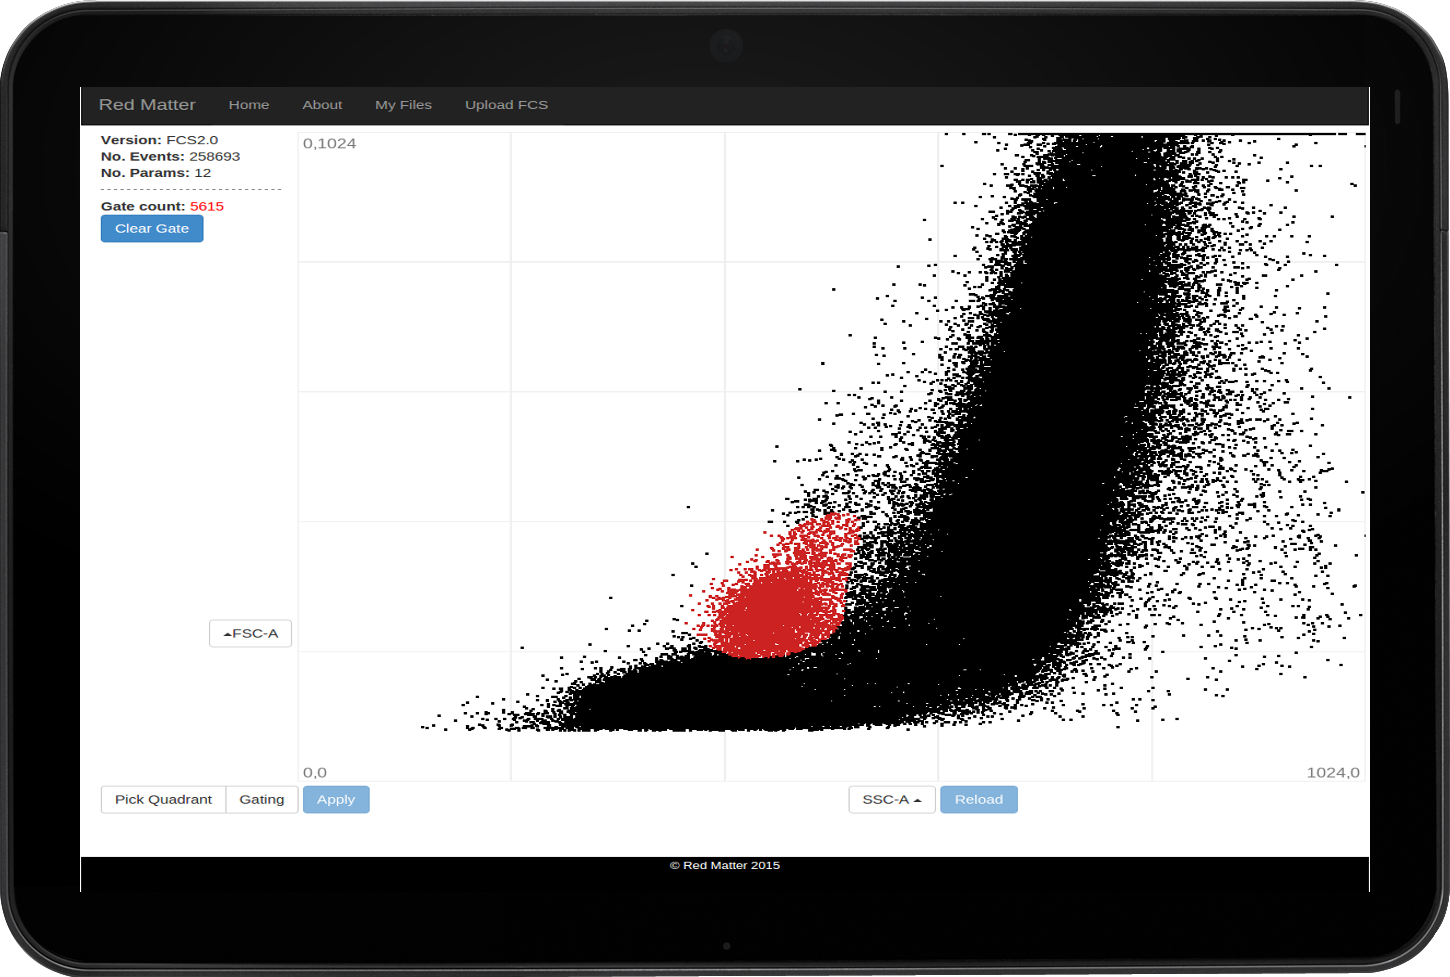 Red Matter Home About My Files Upload FCS
Version: FCS2.0
No. Events: 258693
No. Params: 12
Gate count: 5615
Clear Gate
0,1024
FSC-A
0,0
1024,0
Pick Quadrant Gating Apply SSC-A Reload
© Red Matter 2015